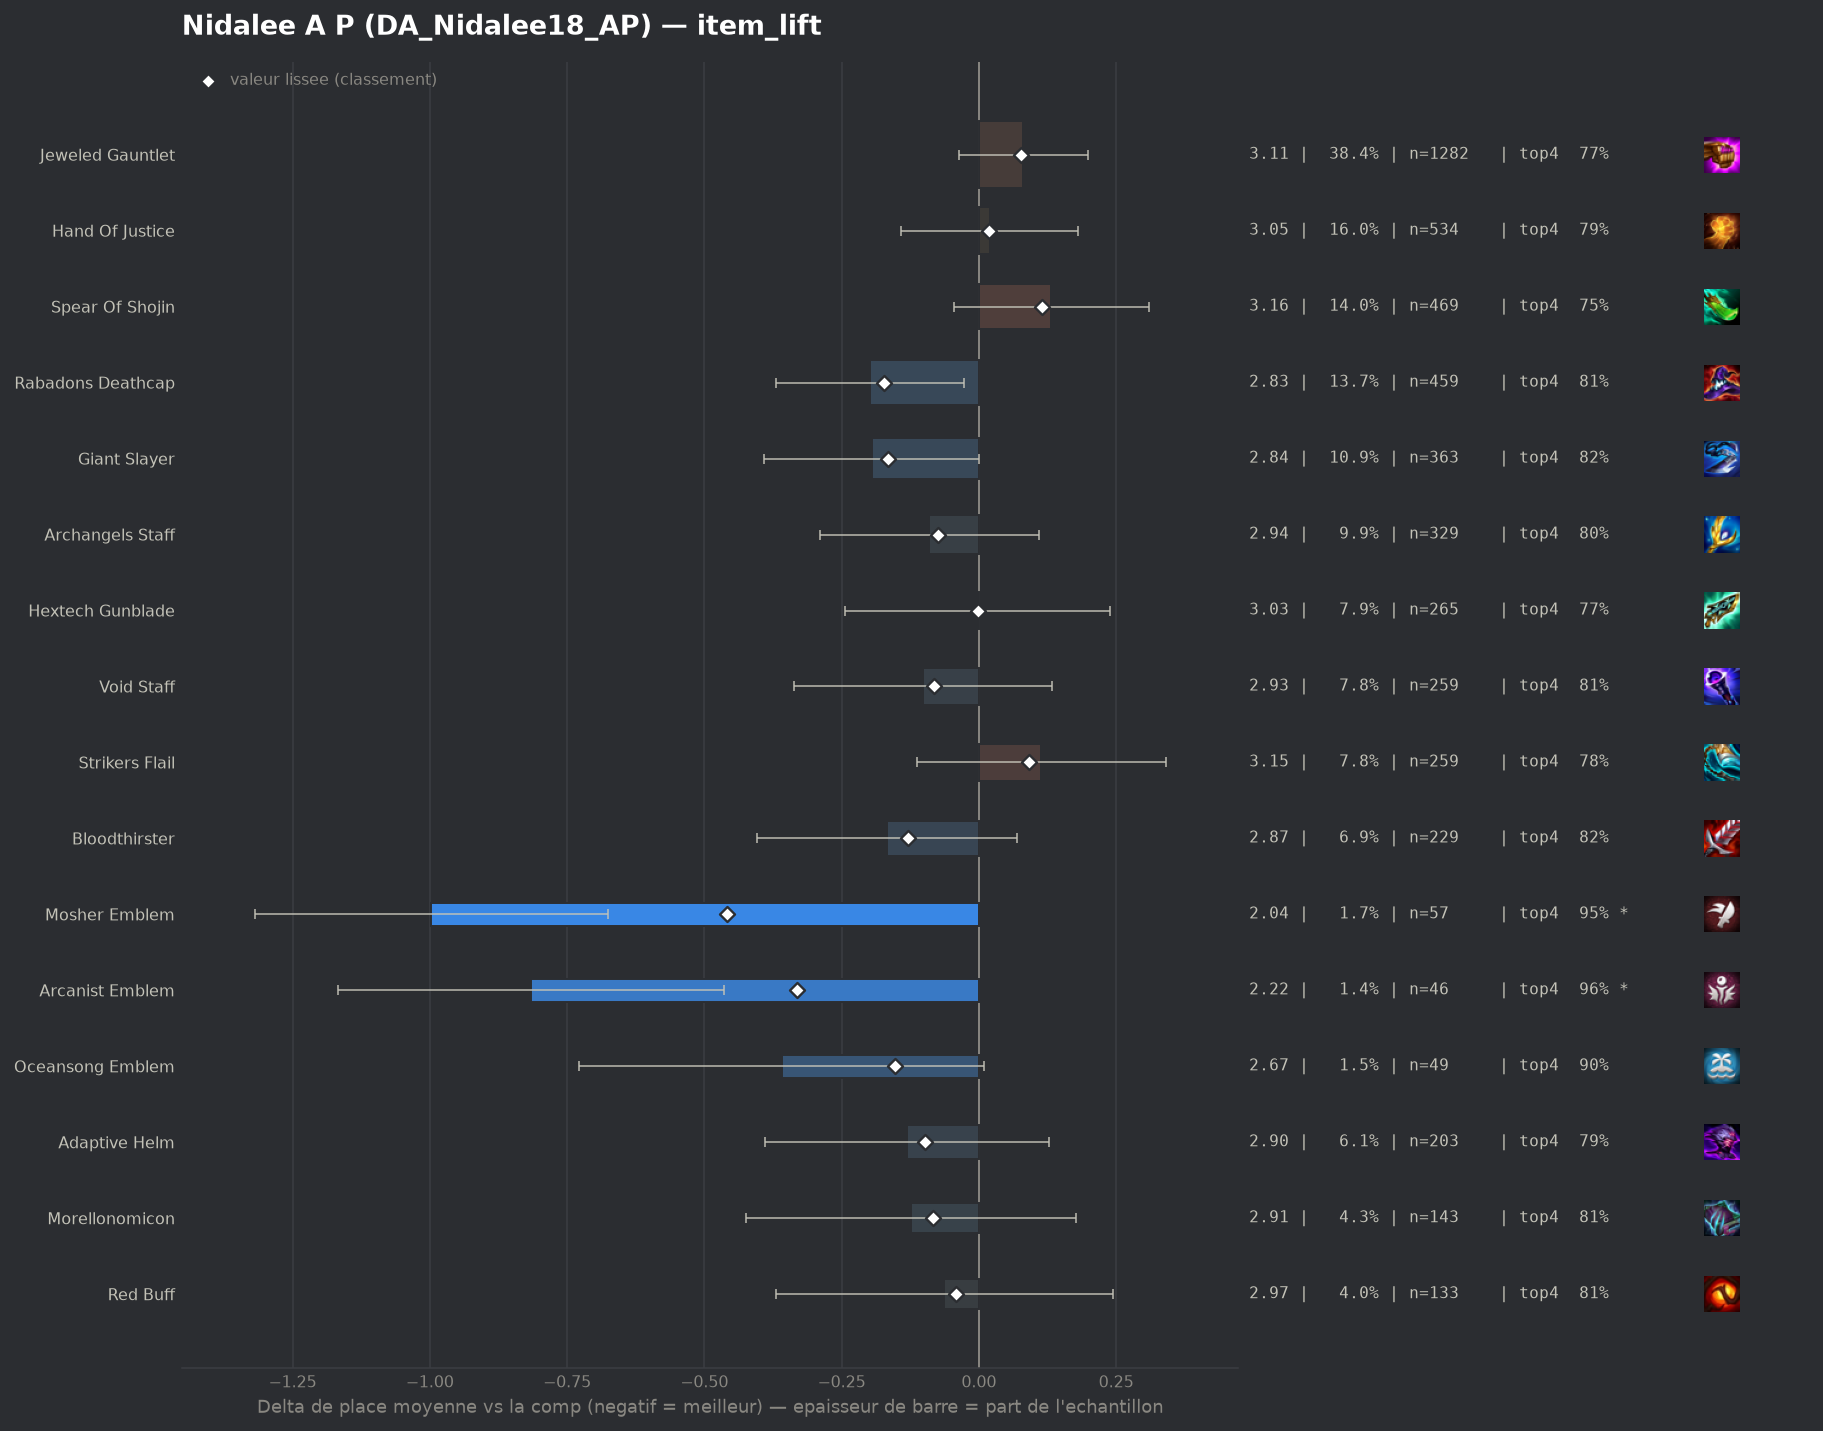 Nidalee A P (DA_Nidalee18_AP) — item_lift
valeur lissee (classement)
Jeweled Gauntlet 3.11 | 38.4% | n=1282 | top4 77%
Hand Of Justice 3.05 | 16.0% | n=534 | top4 79%
Spear Of Shojin 3.16 | 14.0% | n=469 | top4 75%
Rabadons Deathcap 2.83 | 13.7% | n=459 | top4 81%
Giant Slayer 2.84 | 10.9% | n=363 | top4 82%
Archangels Staff 2.94 | 9.9% | n=329 | top4 80%
Hextech Gunblade 3.03 | 7.9% | n=265 | top4 77%
Void Staff 2.93 | 7.8% | n=259 | top4 81%
Strikers Flail 3.15 | 7.8% | n=259 | top4 78%
Bloodthirster 2.87 | 6.9% | n=229 | top4 82%
Mosher Emblem 2.04 | 1.7% | n=57 | top4 95% *
Arcanist Emblem 2.22 | 1.4% | n=46 | top4 96% *
Oceansong Emblem 2.67 | 1.5% | n=49 | top4 90%
Adaptive Helm 2.90 | 6.1% | n=203 | top4 79%
Morellonomicon 2.91 | 4.3% | n=143 | top4 81%
Red Buff 2.97 | 4.0% | n=133 | top4 81%
−1.25 −1.00 −0.75 −0.50 −0.25 0.00 0.25
Delta de place moyenne vs la comp (negatif = meilleur) — epaisseur de barre = part de l'echantillon